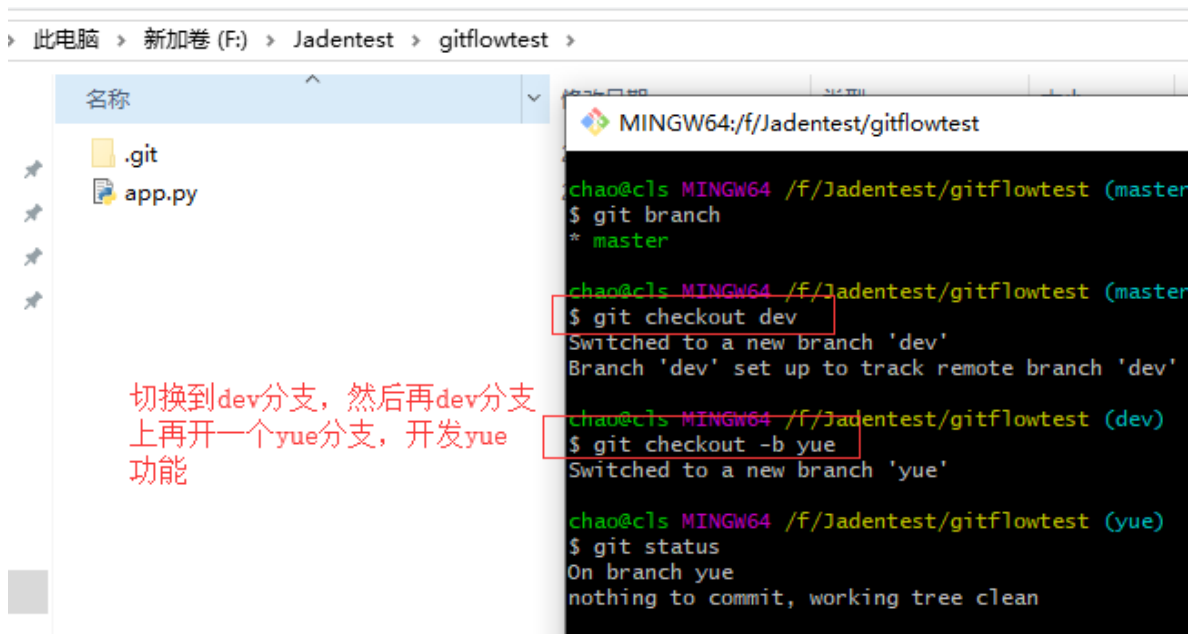 此电脑 > 新加卷 (F:) > Jadentest > gitflowtest >
名称
.git
app.py
MINGW64:/f/Jadentest/gitflowtest
chao@cls MINGW64 /f/Jadentest/gitflowtest (master
$ git branch
* master
chao@cls MINGW64 /f/Jadentest/gitflowtest (master
$ git checkout dev
Switched to a new branch 'dev'
Branch 'dev' set up to track remote branch 'dev'
chao@cls MINGW64 /f/Jadentest/gitflowtest (dev)
$ git checkout -b yue
Switched to a new branch 'yue'
chao@cls MINGW64 /f/Jadentest/gitflowtest (yue)
$ git status
On branch yue
nothing to commit, working tree clean
切换到dev分支，然后再dev分支
上再开一个yue分支，开发yue
功能